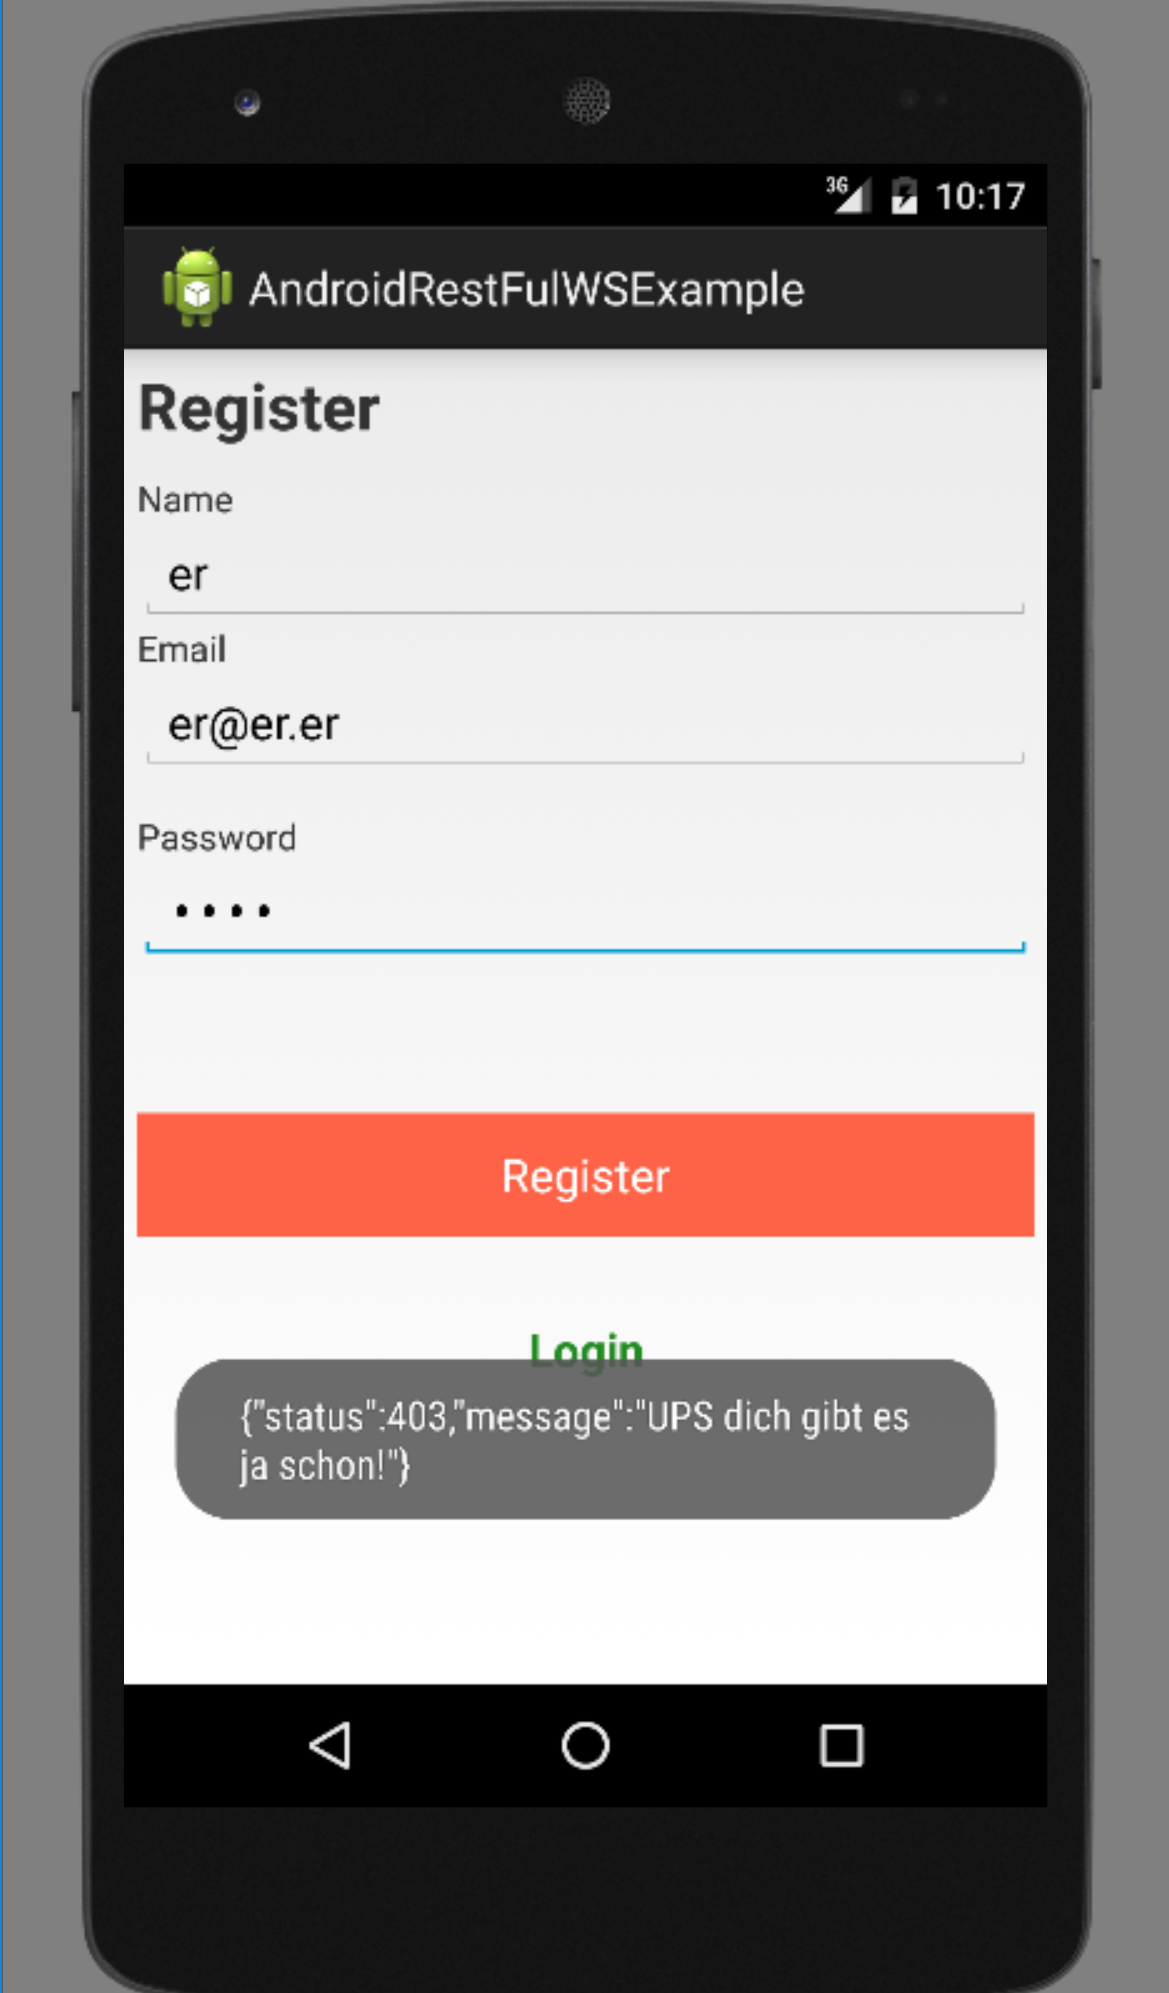 3G 10:17
AndroidRestFulWSExample
Register
Name
er
Email
er@er.er
Password
••••
Register
Login
{"status":403,"message":"UPS dich gibt es
ja schon!"}